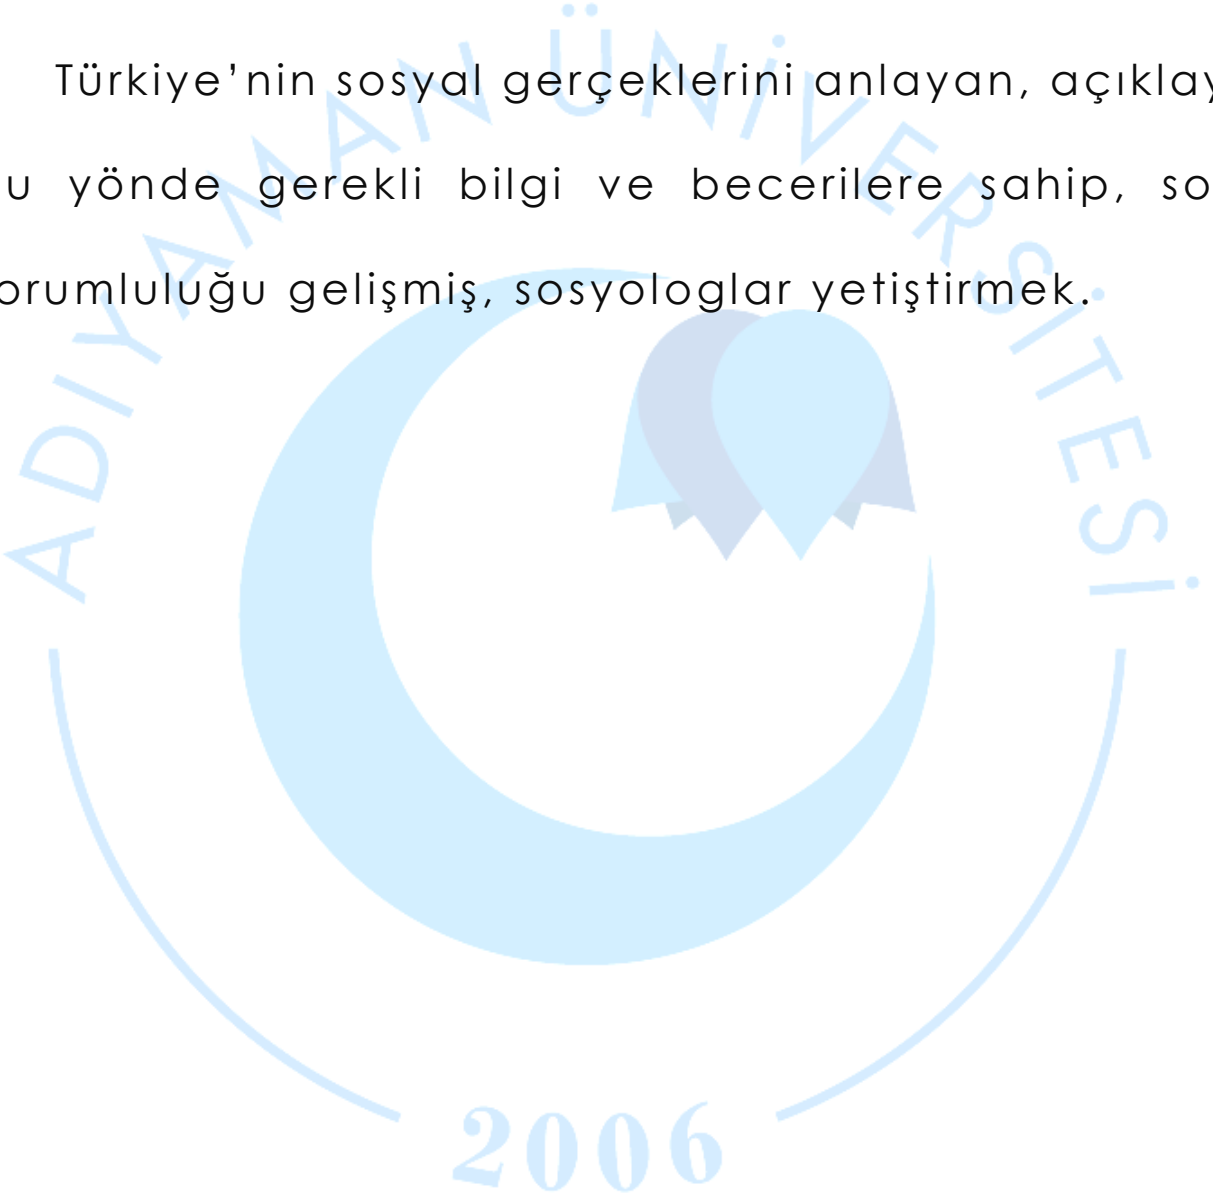 ADIYAMAN ÜNİVERSİTESİ
Türkiye’nin sosyal gerçeklerini anlayan, açıklay
u yönde gerekli bilgi ve becerilere sahip, so
orumluluğu gelişmiş, sosyologlar yetiştirmek.
2006